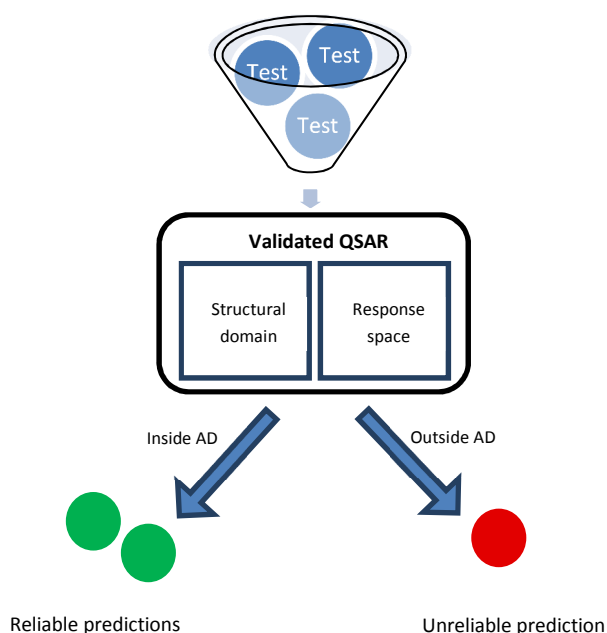 Test
Test
Test
Validated QSAR
Structural
domain
Response
space
Inside AD
Outside AD
Reliable predictions
Unreliable prediction